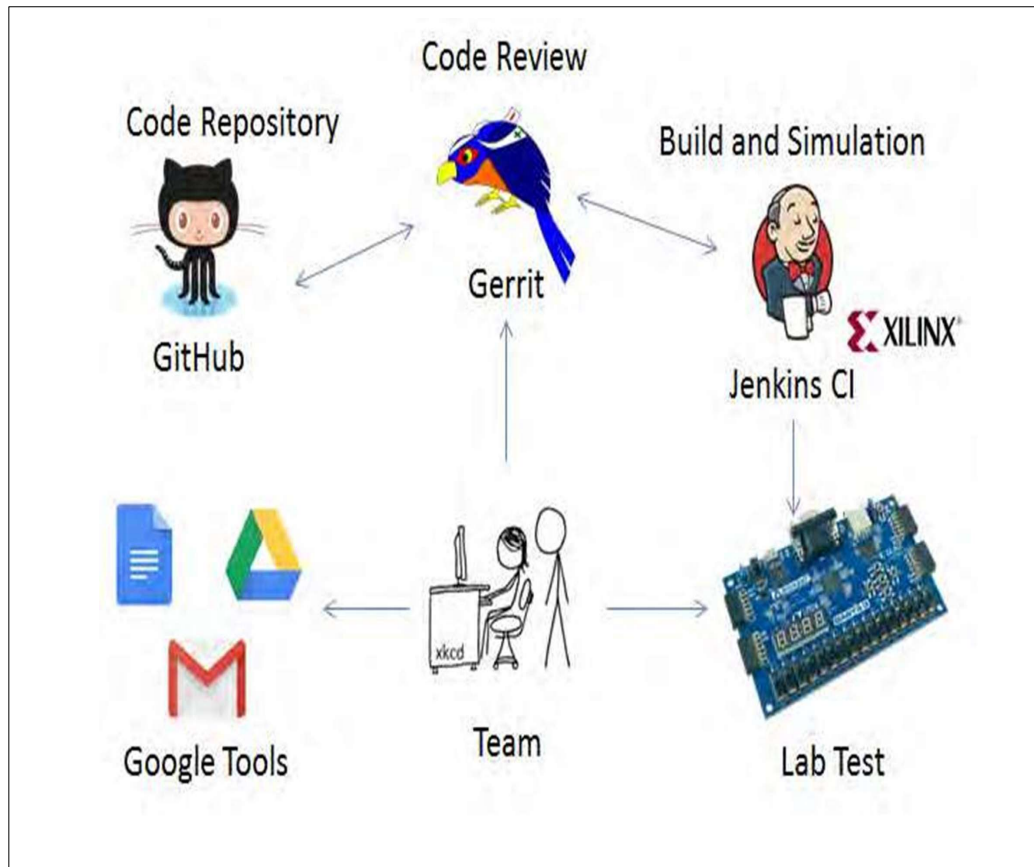 Code Review
Code Repository
Build and Simulation
Gerrit
GitHub
XILINX
Jenkins CI
xkcd
Team
Google Tools
Lab Test